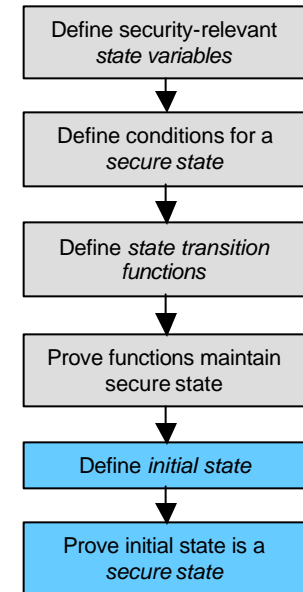 Define security-relevant
state variables
Define conditions for a
secure state
Define state transition
functions
Prove functions maintain
secure state
Define initial state
Prove initial state is a
secure state